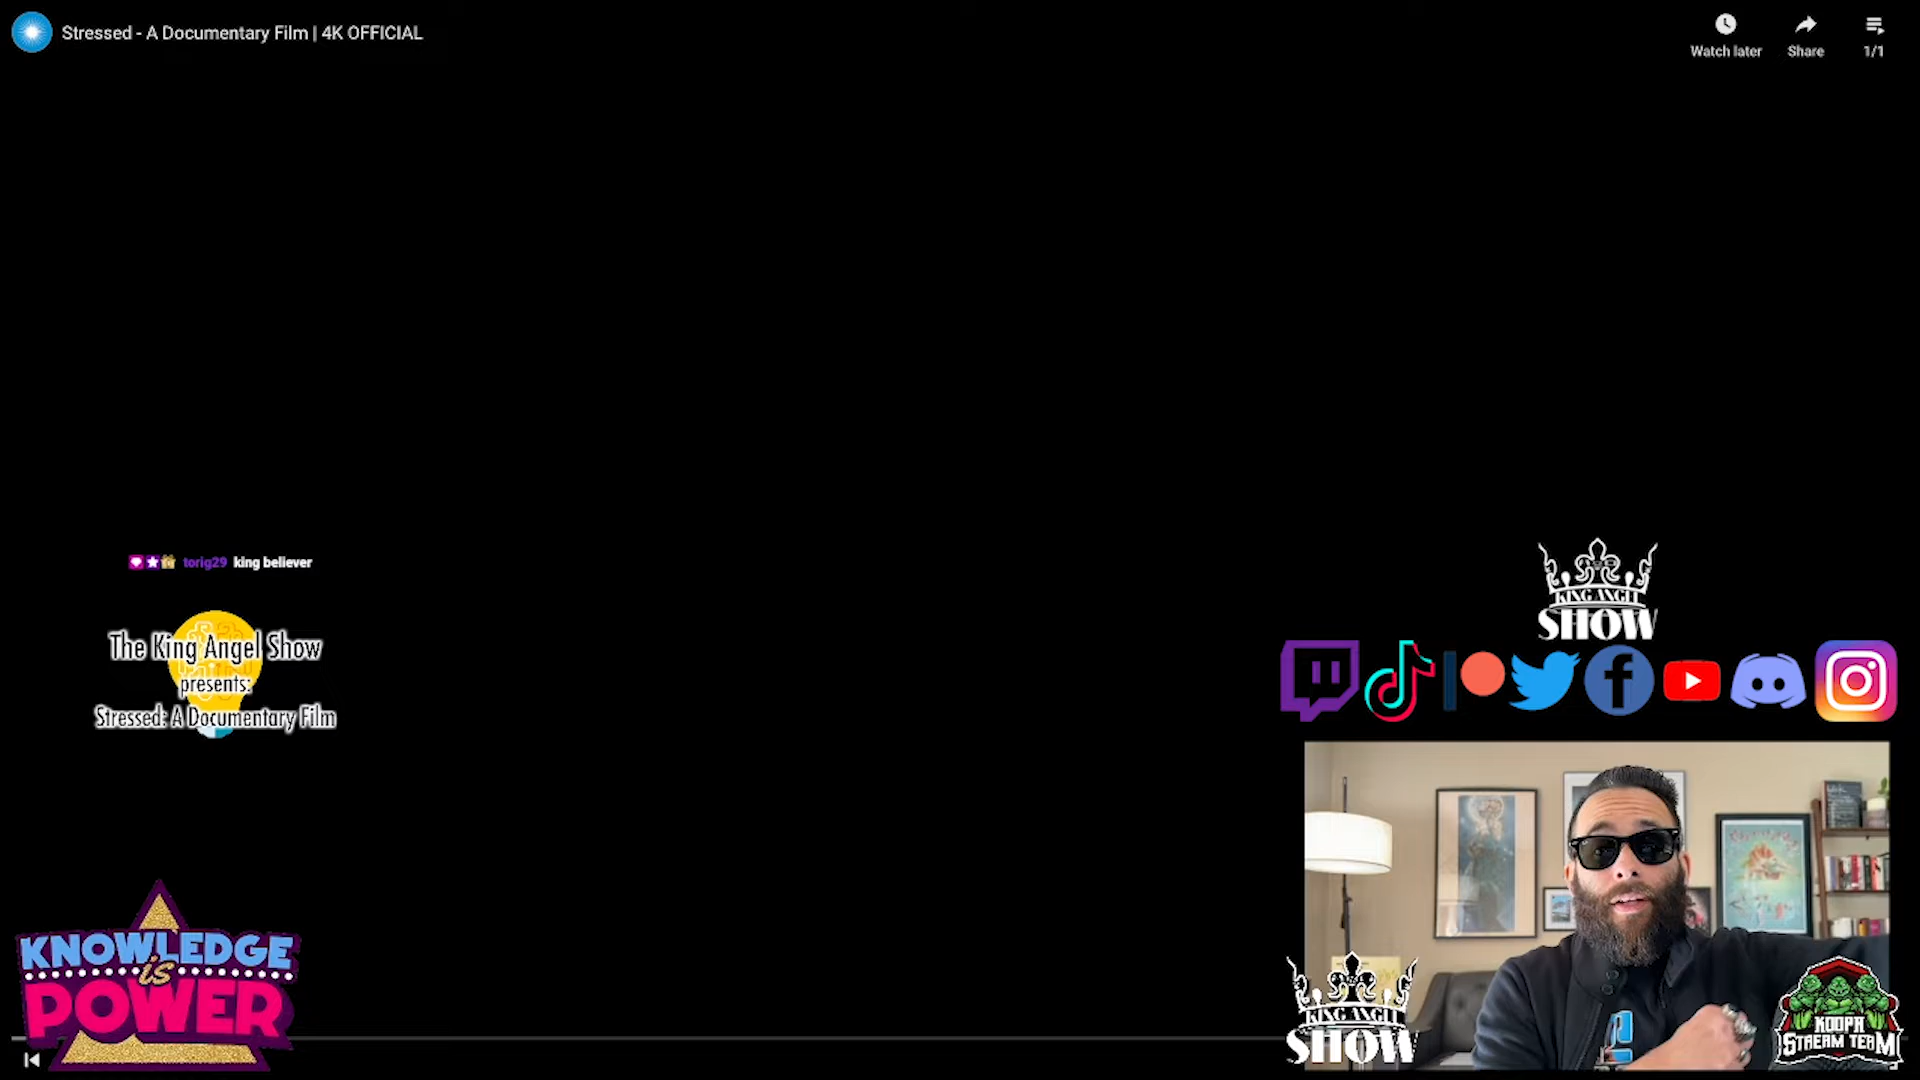 Stressed - A Documentary Film | 4K OFFICIAL
Watch later
Share
1/1
torig29 king believer
The King Angel Show
presents:
Stressed: A Documentary Film
KING ANGEL
SHOW
KNOWLEDGE
is
POWER
KING ANGEL
SHOW
KOOPA
STREAM TEAM